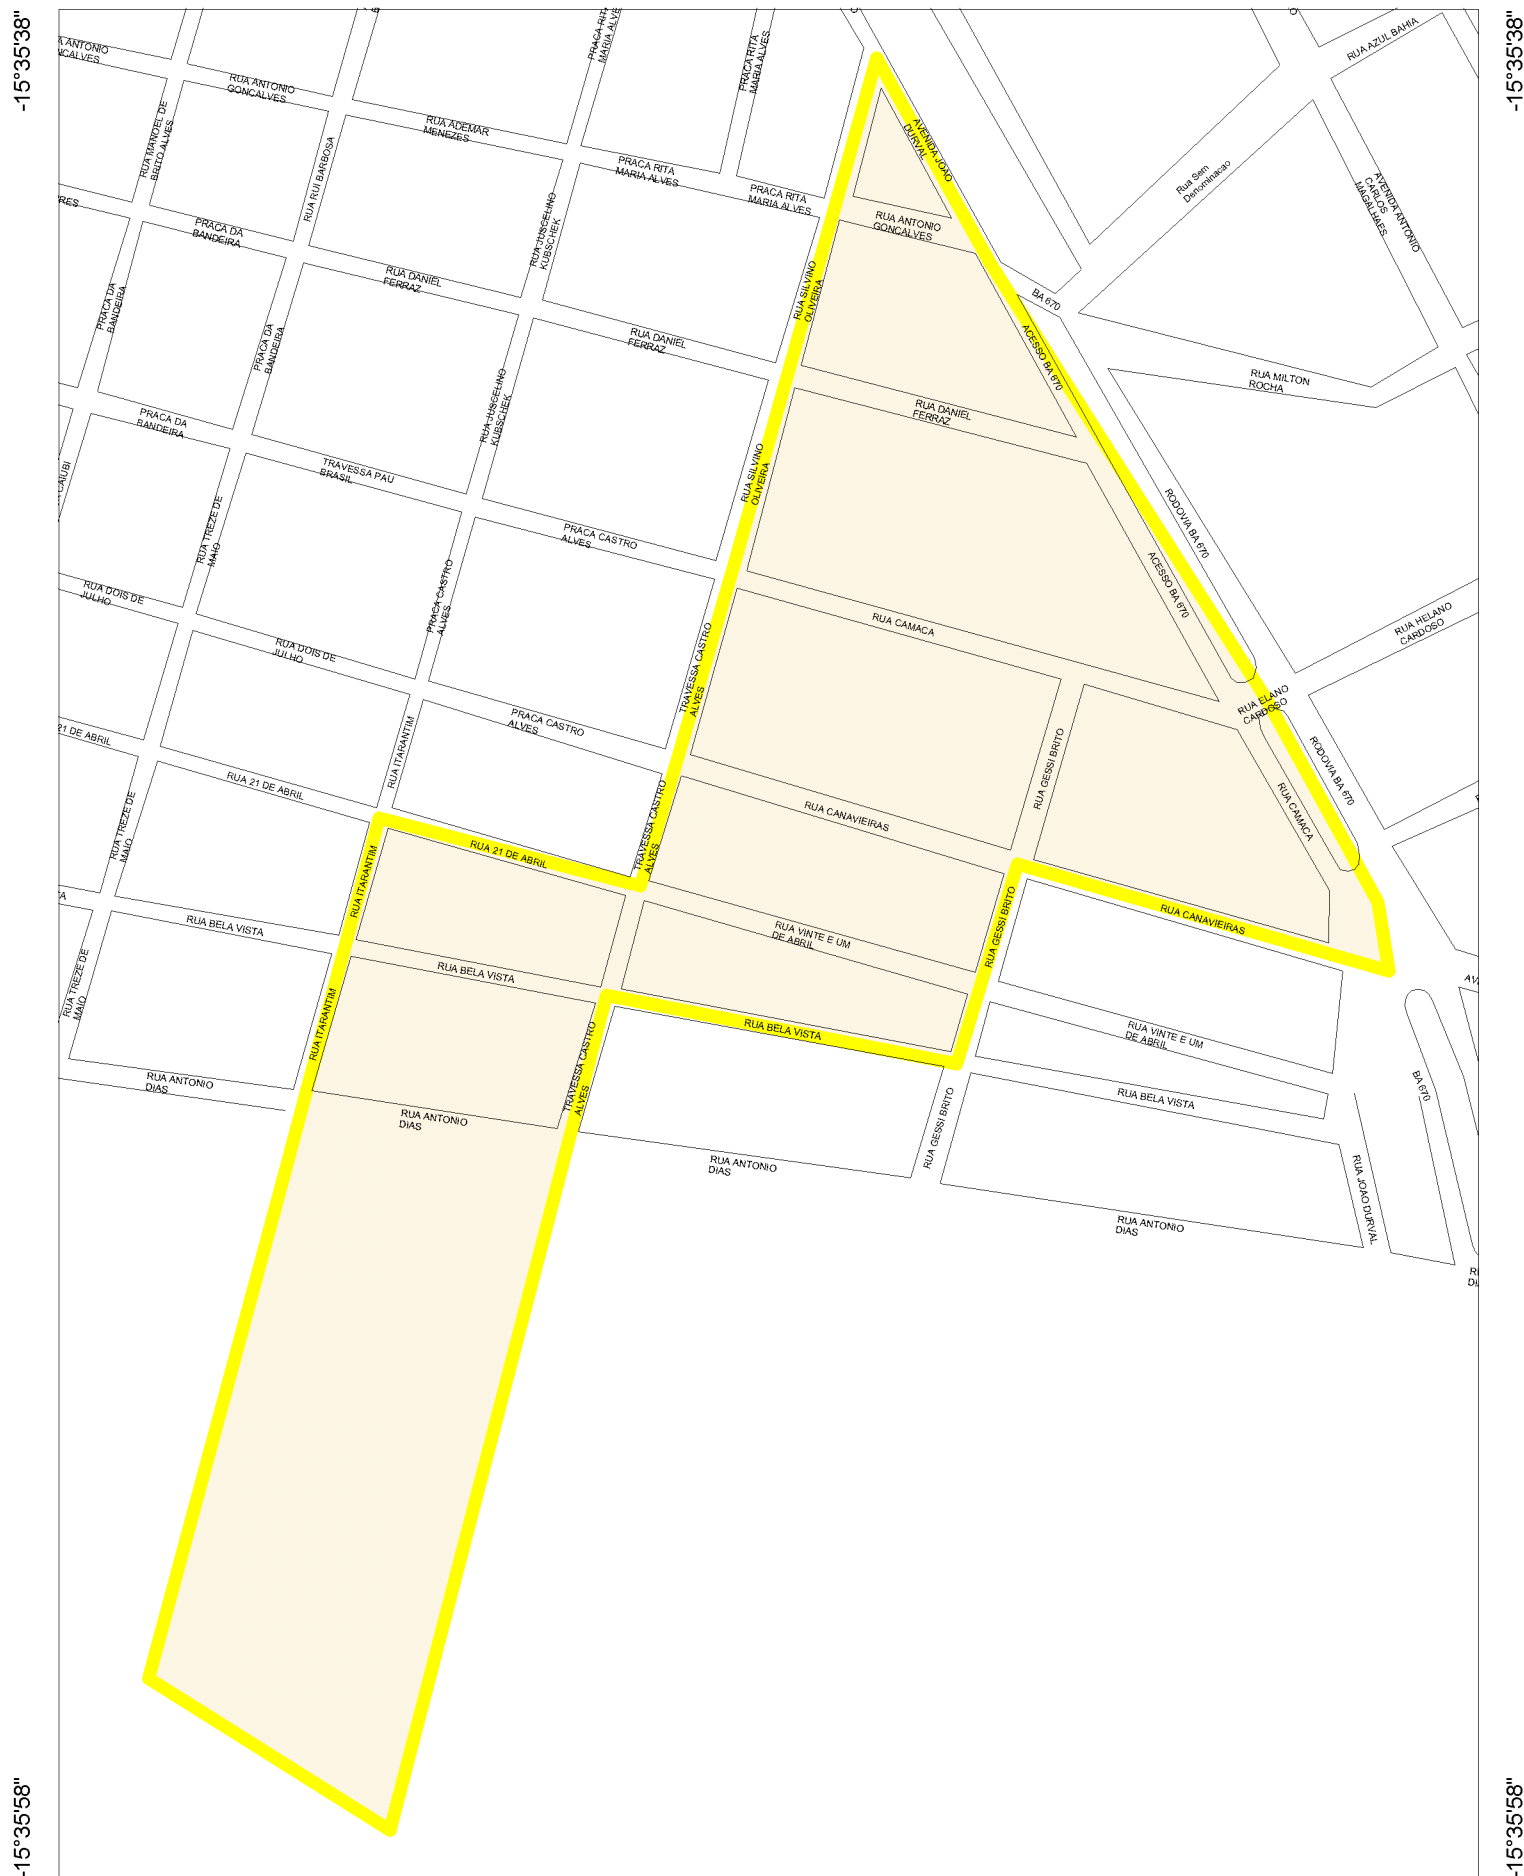 -15°35'38"
-15°35'38"
RUA ANTONIO
GONCALVES
RUA ADEMAR
MENEZES
PRACA RITA
MARIA ALVES
PRACA RITA
MARIA ALVES
PRACA RITA
MARIA ALVES
PRACA RITA
MARIA ALVES
RUA AZUL BAHIA
RUA MANOEL DE
BRITO ALVES
RUA RUI BARBOSA
AVENIDA JOAO
DURVAL
Rua Sem
Denominacao
AVENIDA ANTONIO
CARLOS
MAGALHAES
PRACA DA
BANDEIRA
RUA JUSCELINO
KUBSCHEK
RUA ANTONIO
GONCALVES
RUA DANIEL
FERRAZ
RUA SILVINO
OLIVEIRA
BA 670
PRACA DA
BANDEIRA
PRACA DA
BANDEIRA
RUA DANIEL
FERRAZ
ACESSO BA 670
RUA MILTON
ROCHA
RUA JUSCELINO
KUBSCHEK
RUA DANIEL
FERRAZ
PRACA DA
BANDEIRA
TRAVESSA PAU
BRASIL
RUA SILVINO
OLIVEIRA
RODOVIA BA 670
RUA TREZE DE
MAIO
PRACA CASTRO
ALVES
ACESSO BA 670
RUA DOIS DE
JULHO
PRACA CASTRO
ALVES
RUA CAMACA
RUA HELANO
CARDOSO
RUA DOIS DE
JULHO
TRAVESSA CASTRO
ALVES
RUA ELANO
CARDOSO
21 DE ABRIL
PRACA CASTRO
ALVES
RUA ITARANTIM
RUA GESSI BRITO
RODOVIA BA 670
RUA 21 DE ABRIL
RUA CANAVIEIRAS
RUA CAMACA
RUA TREZE DE
MAIO
RUA 21 DE ABRIL
TRAVESSA CASTRO
ALVES
RUA ITARANTIM
RUA BELA VISTA
RUA VINTE E UM
DE ABRIL
RUA GESSI BRITO
RUA CANAVIEIRAS
RUA TREZE DE
MAIO
RUA BELA VISTA
RUA ITARANTIM
RUA BELA VISTA
RUA VINTE E UM
DE ABRIL
RUA ANTONIO
DIAS
TRAVESSA CASTRO
ALVES
RUA BELA VISTA
BA 670
RUA ANTONIO
DIAS
RUA GESSI BRITO
RUA ANTONIO
DIAS
RUA JOAO DURVAL
RUA ANTONIO
DIAS
-15°35'58"
-15°35'58"